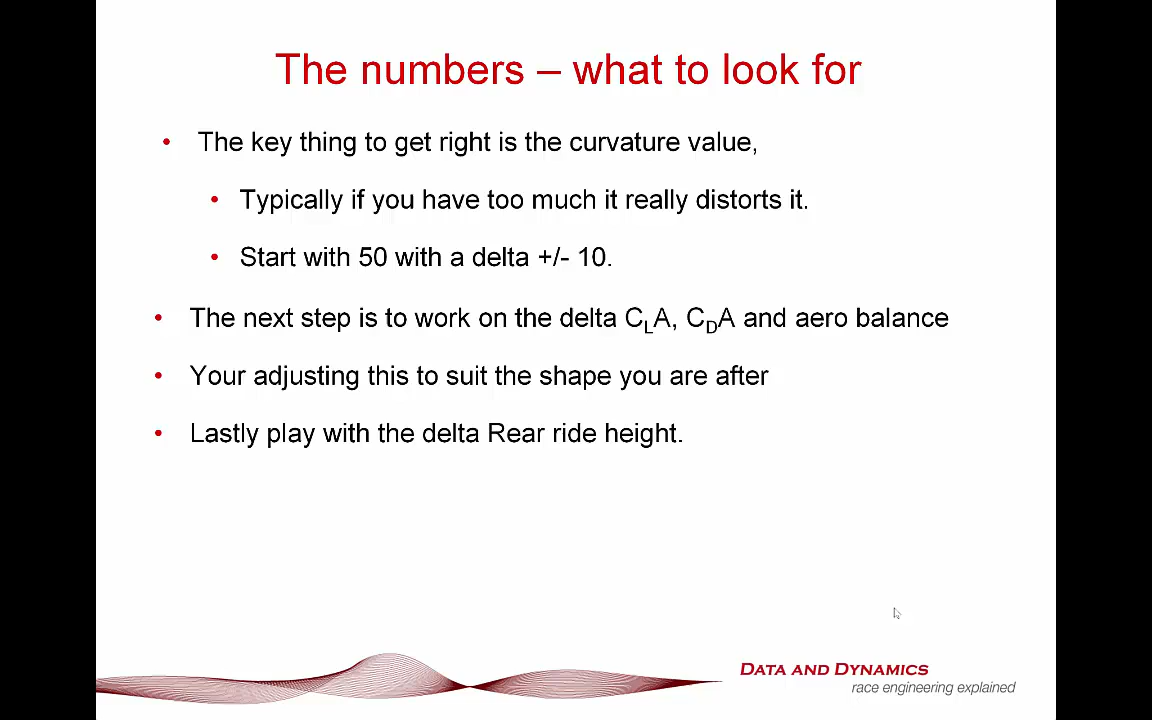 The numbers – what to look for
• The key thing to get right is the curvature value,
• Typically if you have too much it really distorts it.
• Start with 50 with a delta +/- 10.
• The next step is to work on the delta CLA, CDA and aero balance
• Your adjusting this to suit the shape you are after
• Lastly play with the delta Rear ride height.
DATA AND DYNAMICS
race engineering explained